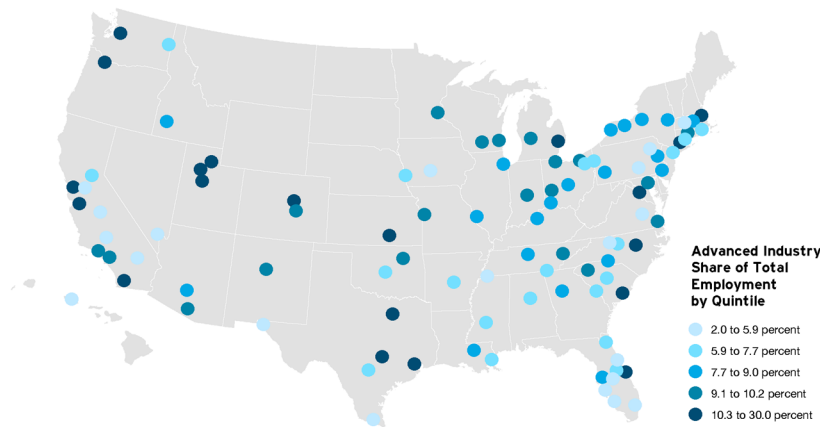 Advanced Industry
Share of Total
Employment
by Quintile
2.0 to 5.9 percent
5.9 to 7.7 percent
7.7 to 9.0 percent
9.1 to 10.2 percent
10.3 to 30.0 percent